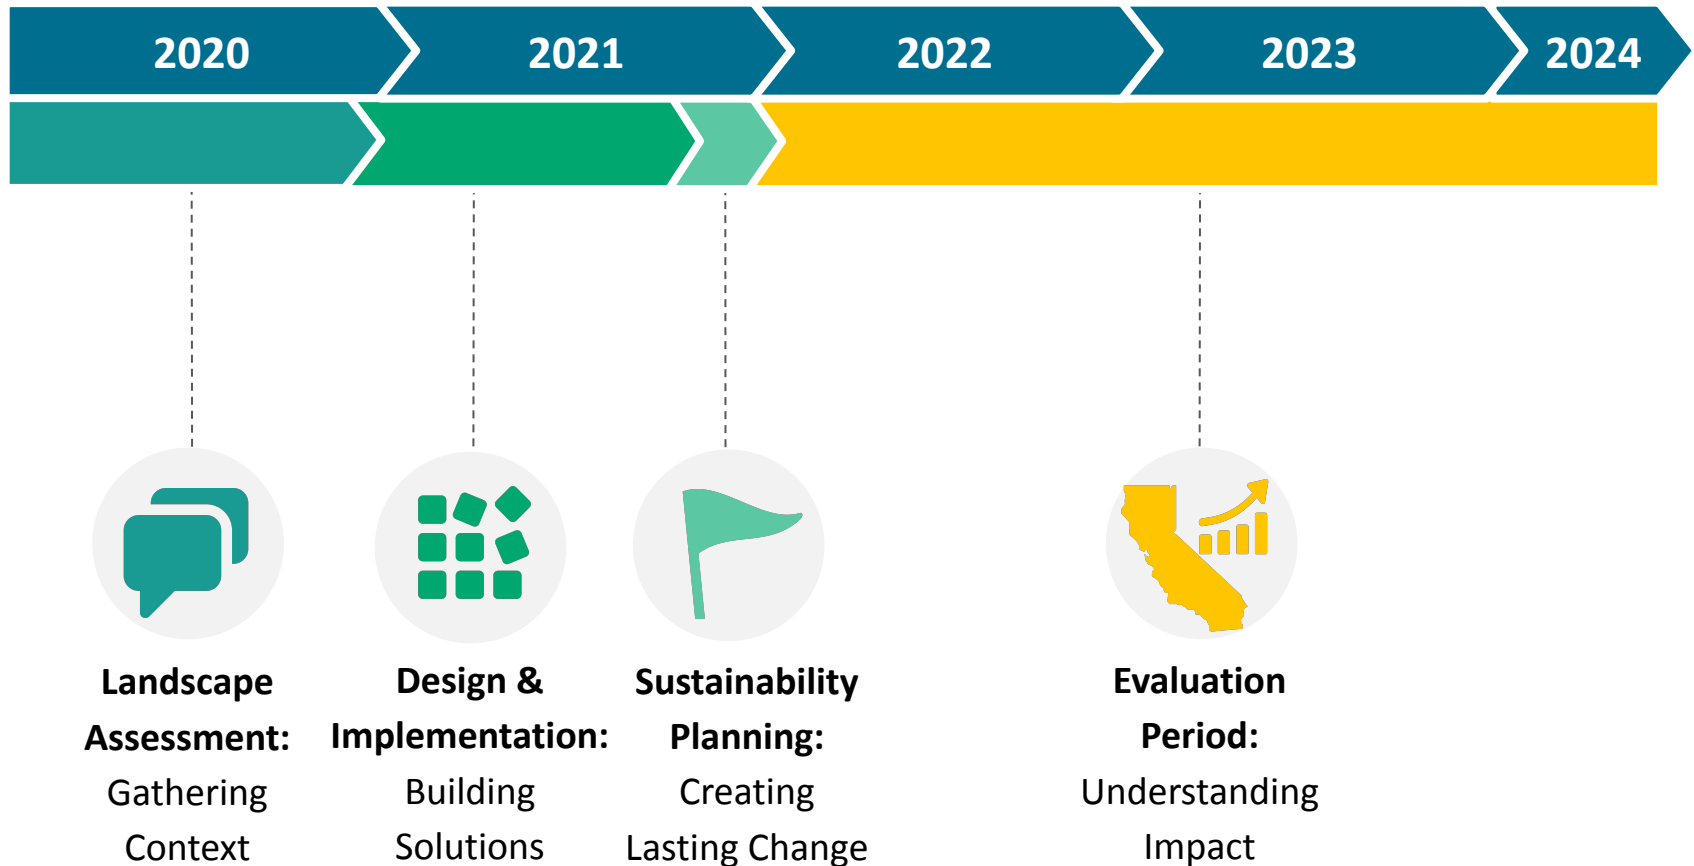 2020
2021
2022
2023
2024
Landscape
Assessment:
Gathering
Context
Design &
Implementation:
Building
Solutions
Sustainability
Planning:
Creating
Lasting Change
Evaluation
Period:
Understanding
Impact